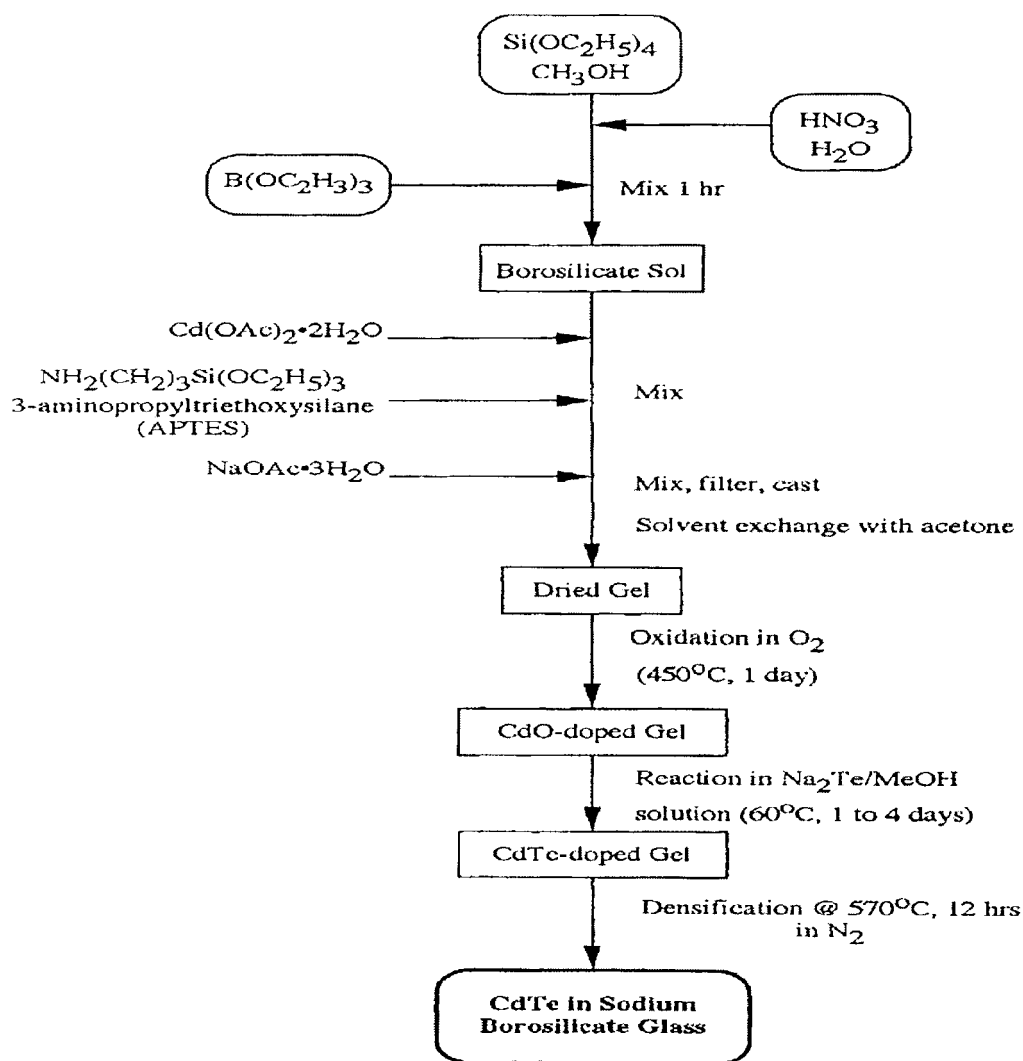 Si(OC2H5)4
CH3OH
HNO3
H2O
B(OC2H3)3
Mix 1 hr
Borosilicate Sol
Cd(OAc)2•2H2O
NH2(CH2)3Si(OC2H5)3
3-aminopropyltriethoxysilane
(APTES)
Mix
NaOAc•3H2O
Mix, filter, cast
Solvent exchange with acetone
Dried Gel
Oxidation in O2
(450°C, 1 day)
CdO-doped Gel
Reaction in Na2Te/MeOH
solution (60°C, 1 to 4 days)
CdTe-doped Gel
Densification @ 570°C, 12 hrs
in N2
CdTe in Sodium
Borosilicate Glass